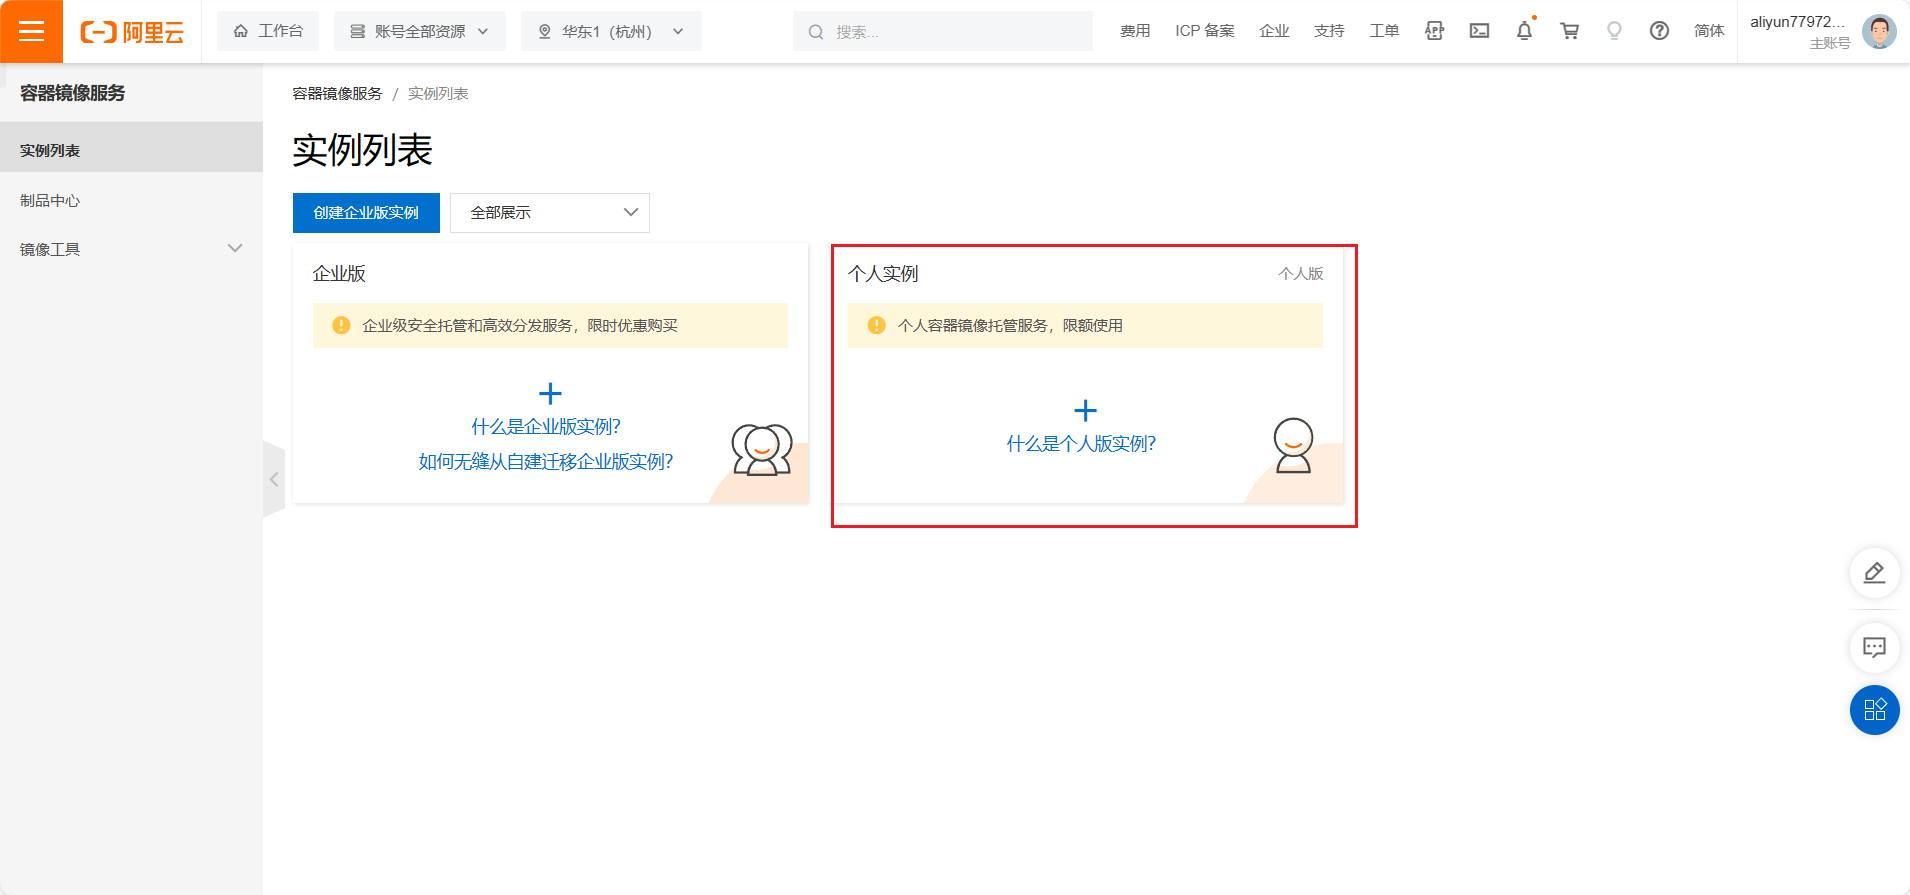 阿里云
工作台
账号全部资源
华东1（杭州）
搜索...
费用
ICP 备案
企业
支持
工单
APP
简体
aliyun77972...
主账号
容器镜像服务
实例列表
制品中心
镜像工具
容器镜像服务 / 实例列表
实例列表
创建企业版实例
全部展示
企业版
企业级安全托管和高效分发服务，限时优惠购买
什么是企业版实例?
如何无缝从自建迁移企业版实例?
个人实例
个人版
个人容器镜像托管服务，限额使用
什么是个人版实例?